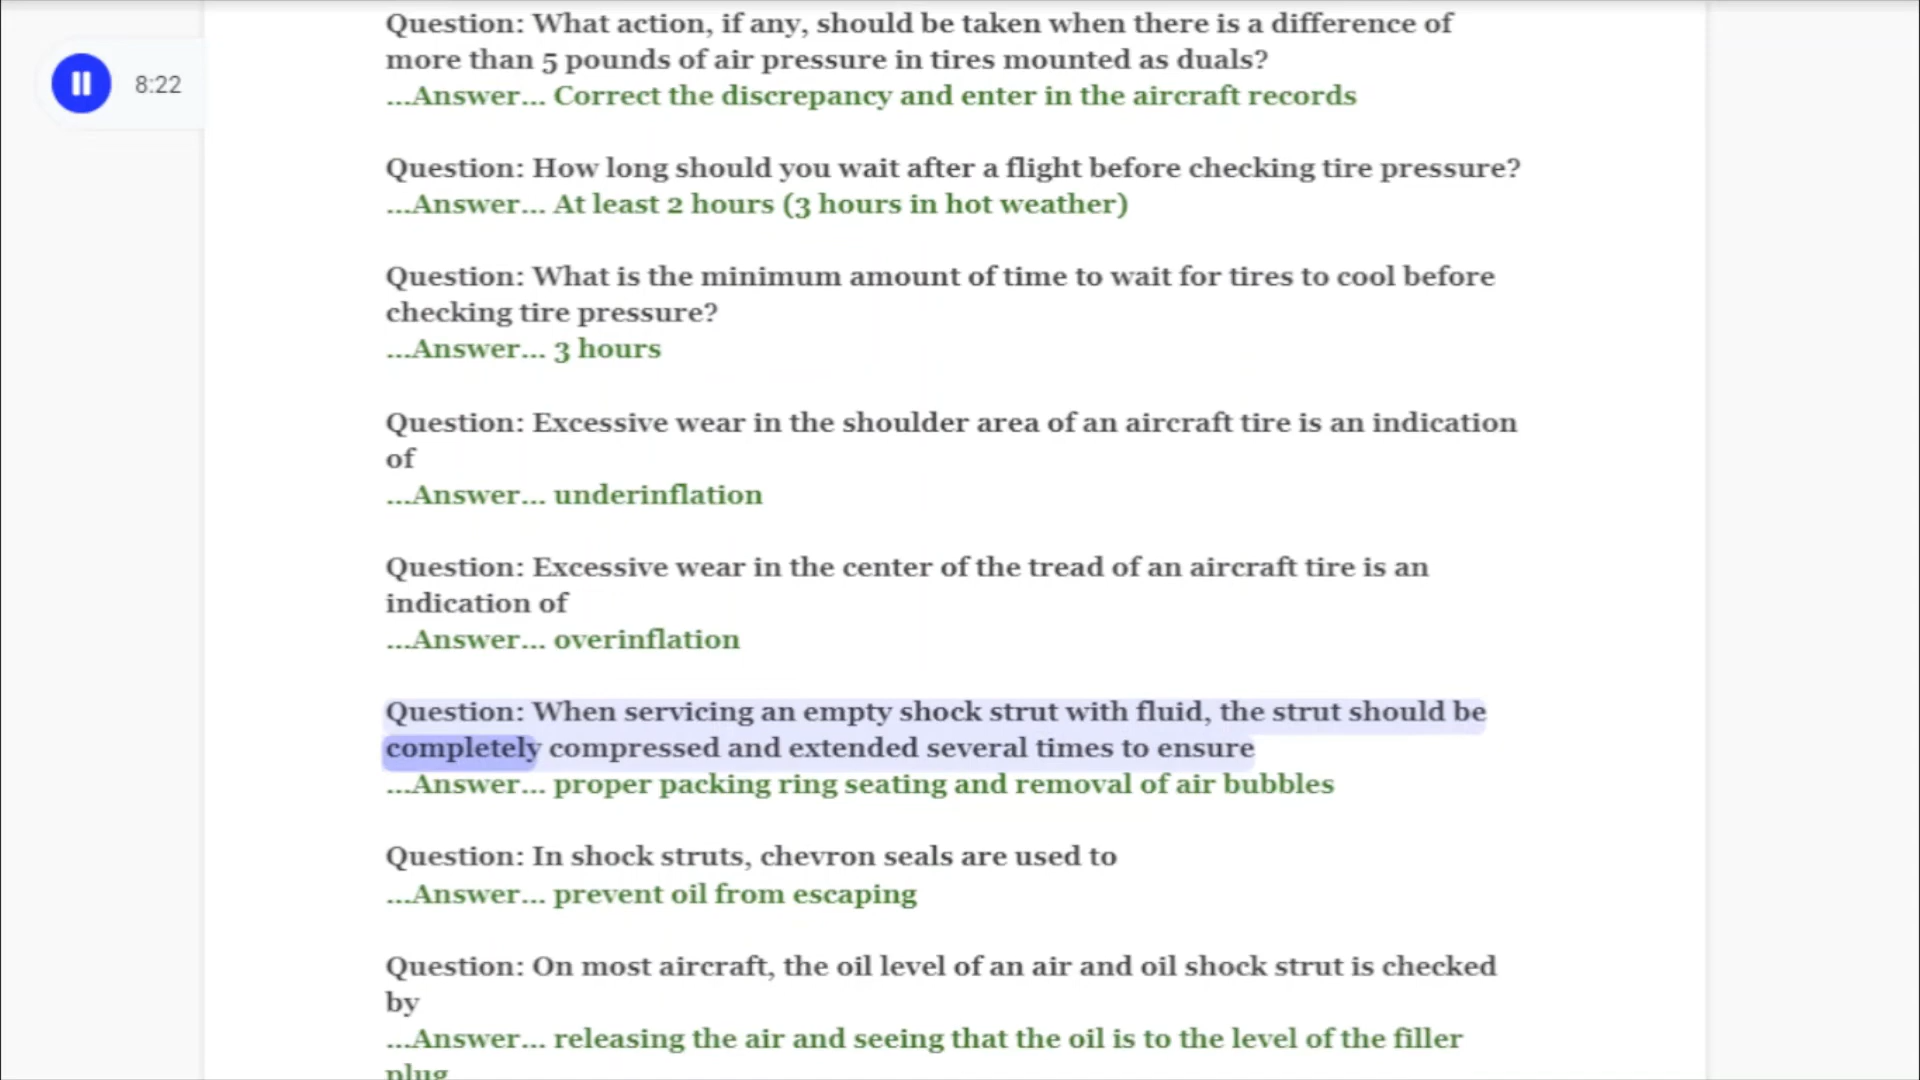 8:22
Question: What action, if any, should be taken when there is a difference of
more than 5 pounds of air pressure in tires mounted as duals?
...Answer... Correct the discrepancy and enter in the aircraft records
Question: How long should you wait after a flight before checking tire pressure?
...Answer... At least 2 hours (3 hours in hot weather)
Question: What is the minimum amount of time to wait for tires to cool before
checking tire pressure?
...Answer... 3 hours
Question: Excessive wear in the shoulder area of an aircraft tire is an indication
of
...Answer... underinflation
Question: Excessive wear in the center of the tread of an aircraft tire is an
indication of
...Answer... overinflation
Question: When servicing an empty shock strut with fluid, the strut should be
completely compressed and extended several times to ensure
...Answer... proper packing ring seating and removal of air bubbles
Question: In shock struts, chevron seals are used to
...Answer... prevent oil from escaping
Question: On most aircraft, the oil level of an air and oil shock strut is checked
by
...Answer... releasing the air and seeing that the oil is to the level of the filler
plug